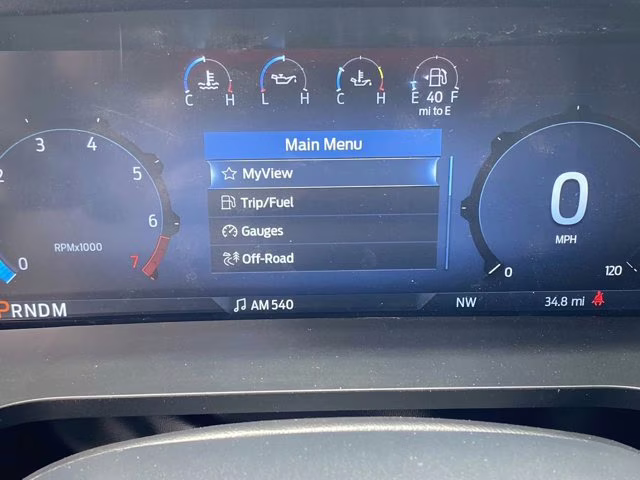 C H L H C H E 40 F
mi to E
Main Menu
MyView
Trip/Fuel
Gauges
Off-Road
2 3 4 5 6 7 0
RPMx1000
0
MPH
0 120
PRNDM
AM 540
NW
34.8 mi